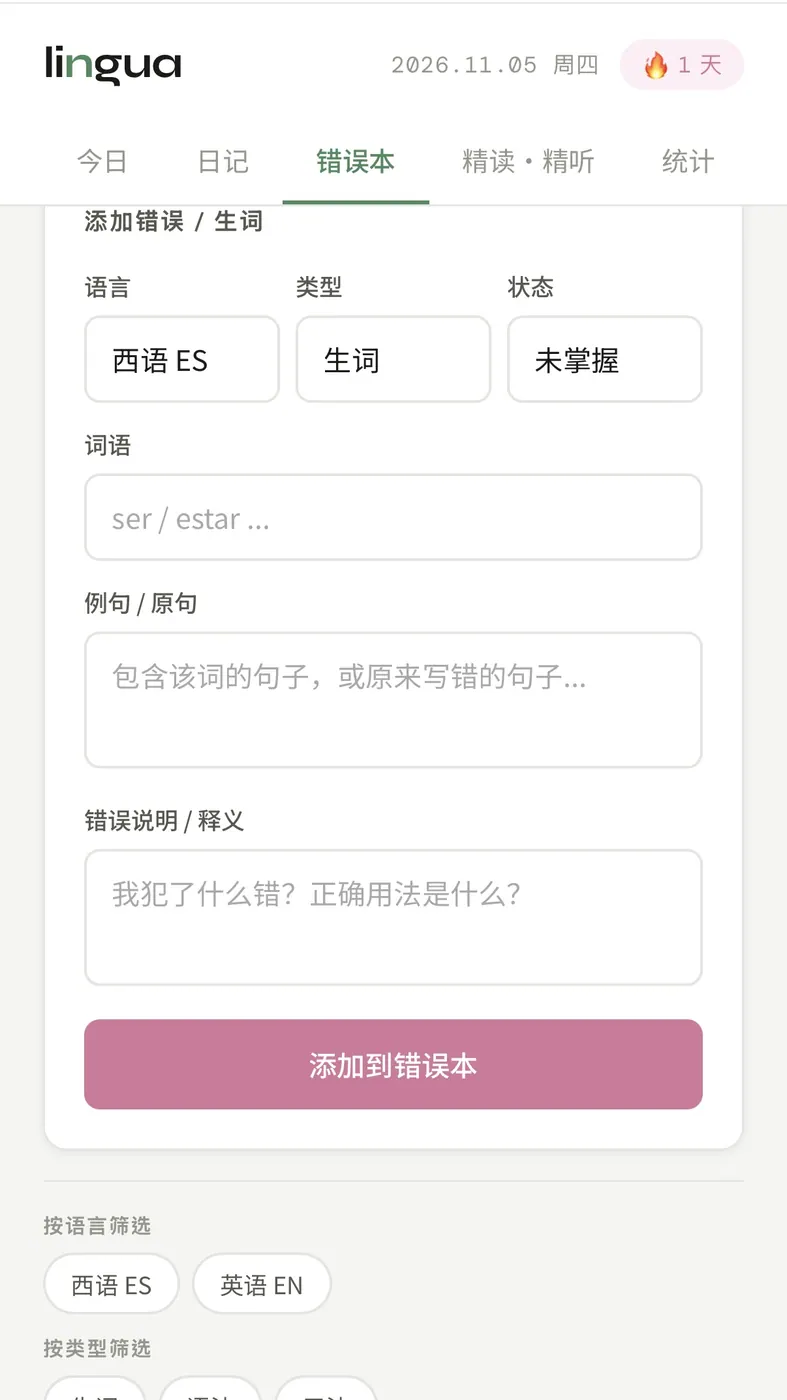 lingua
2026.11.05 周四
🔥 1 天
今日 日记 错误本 精读·精听 统计
添加错误 / 生词
语言 类型 状态
西语 ES 生词 未掌握
词语
ser / estar ...
例句 / 原句
包含该词的句子，或原来写错的句子...
错误说明 / 释义
我犯了什么错？正确用法是什么？
添加到错误本
按语言筛选
西语 ES 英语 EN
按类型筛选